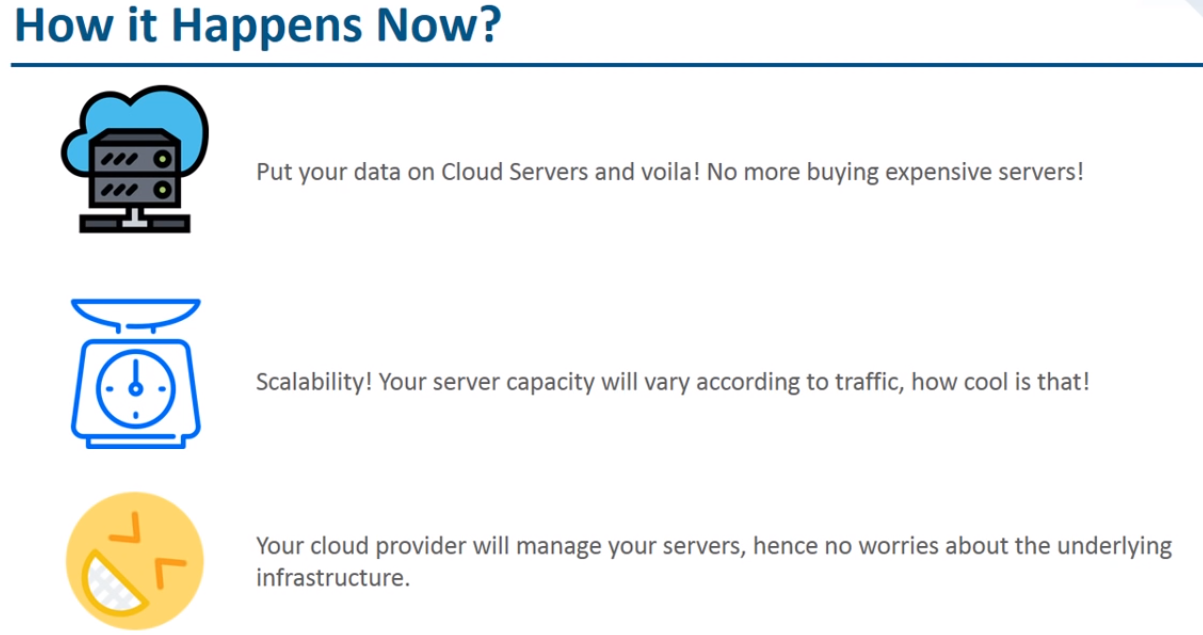 How it Happens Now?
Put your data on Cloud Servers and voila! No more buying expensive servers!
Scalability! Your server capacity will vary according to traffic, how cool is that!
Your cloud provider will manage your servers, hence no worries about the underlying
infrastructure.